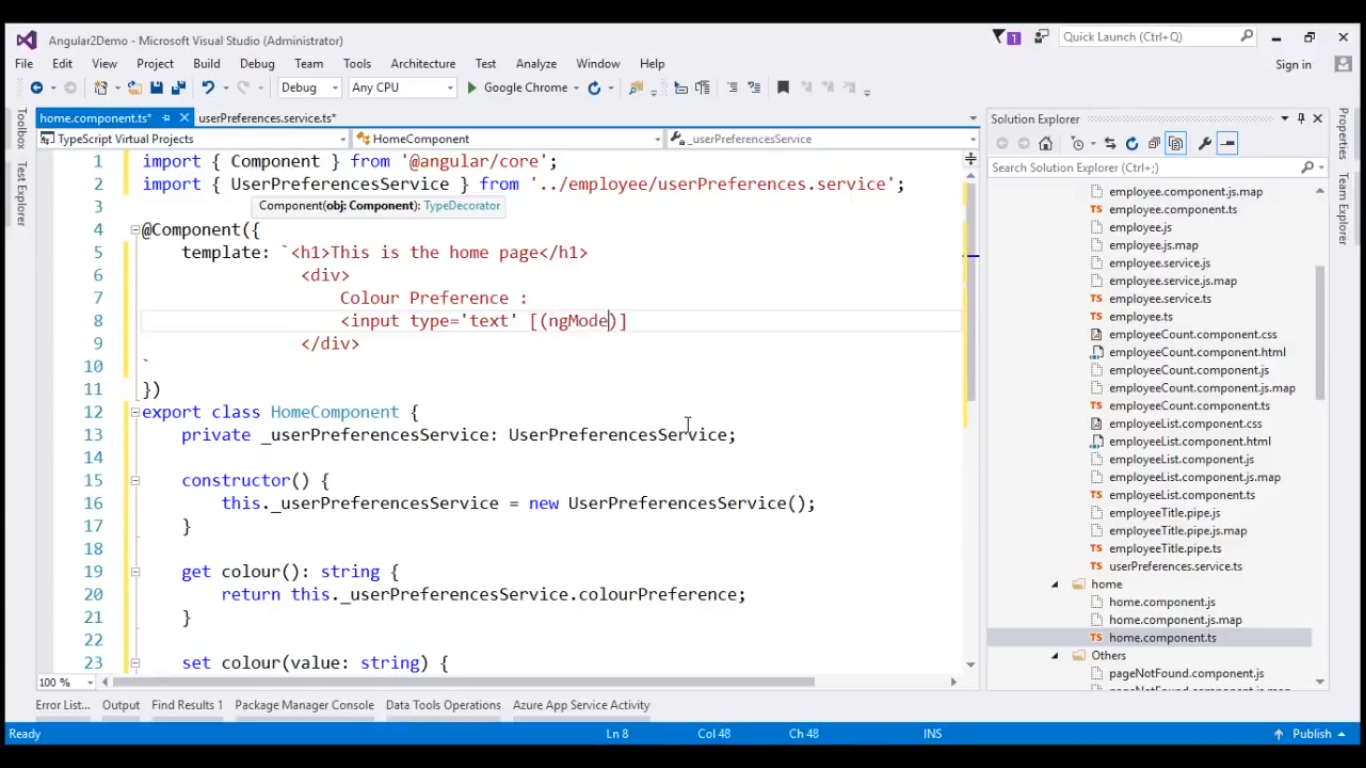 Angular2Demo - Microsoft Visual Studio (Administrator)
1
Quick Launch (Ctrl+Q)
File Edit View Project Build Debug Team Tools Architecture Test Analyze Window Help
Sign in
Debug Any CPU Google Chrome
home.component.ts* userPreferences.service.ts*
TypeScript Virtual Projects HomeComponent _userPreferencesService
Toolbox
Test Explorer
1 import { Component } from '@angular/core';
2 import { UserPreferencesService } from '../employee/userPreferences.service';
3 Component(obj: Component): TypeDecorator
4 @Component({
5 template: `<h1>This is the home page</h1>
6 <div>
7 Colour Preference :
8 <input type='text' [(ngMode)]
9 </div>
10 `
11 })
12 export class HomeComponent {
13 private _userPreferencesService: UserPreferencesService;
14
15 constructor() {
16 this._userPreferencesService = new UserPreferencesService();
17 }
18
19 get colour(): string {
20 return this._userPreferencesService.colourPreference;
21 }
22
23 set colour(value: string) {
100 %
Solution Explorer
Search Solution Explorer (Ctrl+;)
employee.component.js.map
TS employee.component.ts
employee.js
employee.js.map
employee.service.js
employee.service.js.map
TS employee.service.ts
TS employee.ts
employeeCount.component.css
employeeCount.component.html
employeeCount.component.js
employeeCount.component.js.map
TS employeeCount.component.ts
employeeList.component.css
employeeList.component.html
employeeList.component.js
employeeList.component.js.map
TS employeeList.component.ts
employeeTitle.pipe.js
employeeTitle.pipe.js.map
TS employeeTitle.pipe.ts
TS userPreferences.service.ts
home
home.component.js
home.component.js.map
TS home.component.ts
Others
pageNotFound.component.js
Properties
Team Explorer
Error List... Output Find Results 1 Package Manager Console Data Tools Operations Azure App Service Activity
Ready Ln 8 Col 48 Ch 48 INS Publish